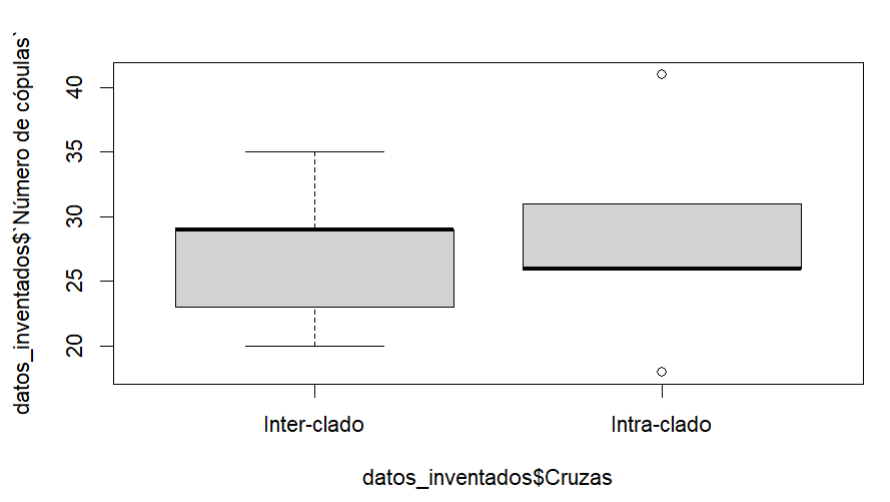 datos_inventados$`Número de cópulas`
40
35
30
25
20
Inter-clado Intra-clado
datos_inventados$Cruzas